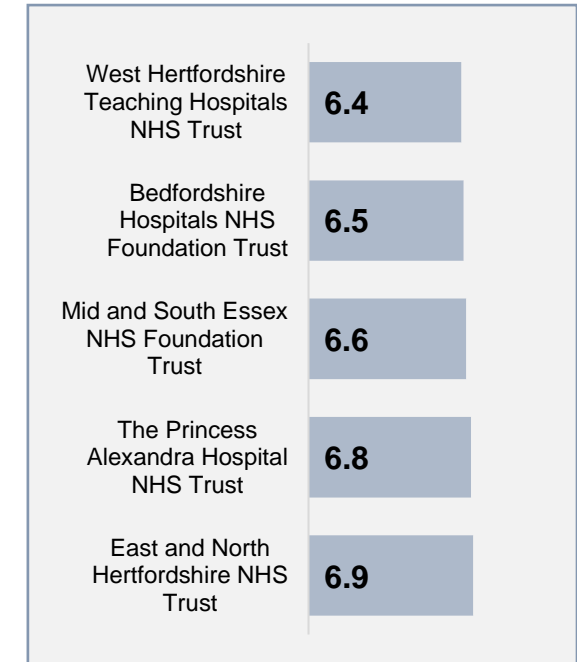 West Hertfordshire
Teaching Hospitals
NHS Trust
6.4
Bedfordshire
Hospitals NHS
Foundation Trust
6.5
Mid and South Essex
NHS Foundation
Trust
6.6
The Princess
Alexandra Hospital
NHS Trust
6.8
East and North
Hertfordshire NHS
Trust
6.9